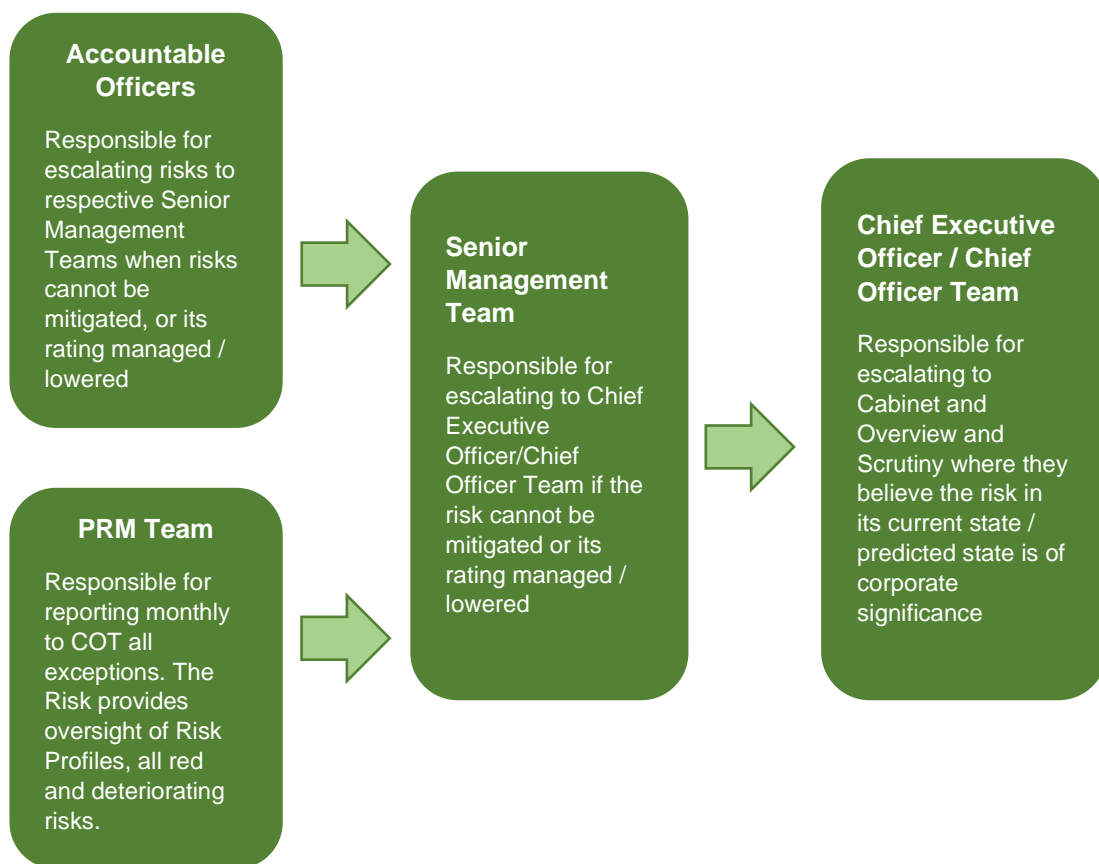 Accountable
Officers
Responsible for
escalating risks to
respective Senior
Management
Teams when risks
cannot be
mitigated, or its
rating managed /
lowered
PRM Team
Responsible for
reporting monthly
to COT all
exceptions. The
Risk provides
oversight of Risk
Profiles, all red
and deteriorating
risks.
Senior
Management
Team
Responsible for
escalating to Chief
Executive
Officer/Chief
Officer Team if the
risk cannot be
mitigated or its
rating managed /
lowered
Chief Executive
Officer / Chief
Officer Team
Responsible for
escalating to
Cabinet and
Overview and
Scrutiny where they
believe the risk in
its current state /
predicted state is of
corporate
significance